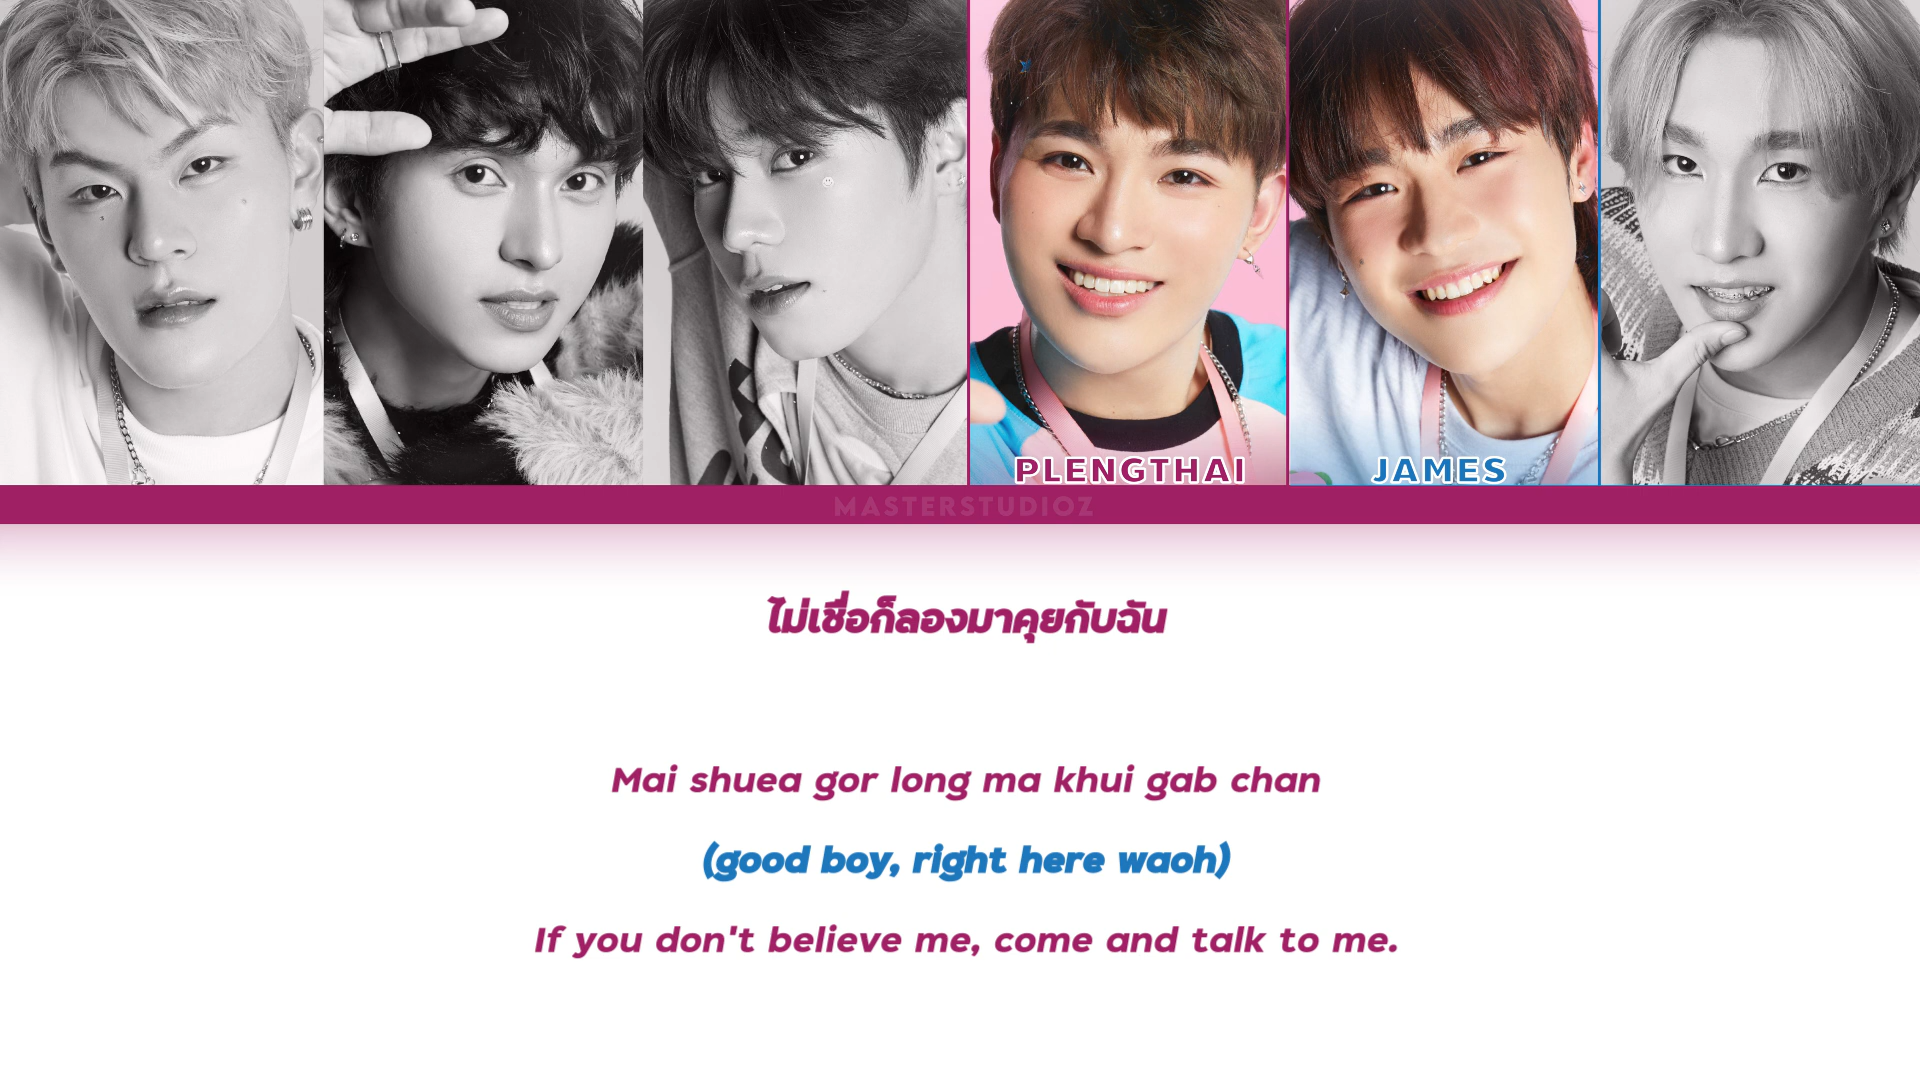 PLENGTHAI
JAMES
MASTERSTUDIOZ
ไม่เชื่อก็ลองมาคุยกับฉัน
Mai shuea gor long ma khui gab chan
(good boy, right here waoh)
If you don't believe me, come and talk to me.